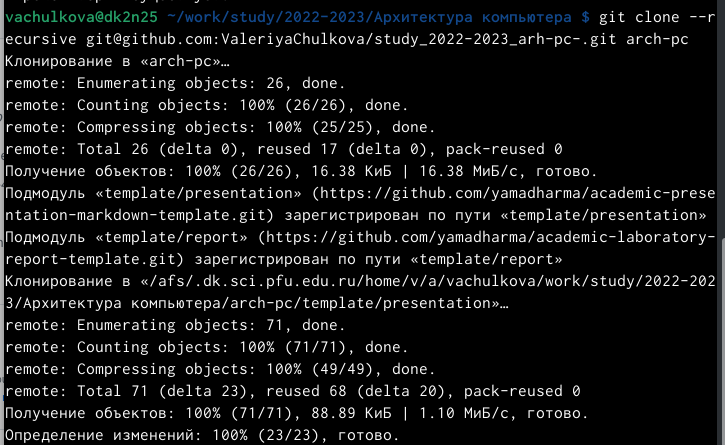 vachulkova@dk2n25 ~/work/study/2022-2023/Архитектура компьютера $ git clone --r
ecursive git@github.com:ValeriyaChulkova/study_2022-2023_arh-pc-.git arch-pc
Клонирование в «arch-pc»…
remote: Enumerating objects: 26, done.
remote: Counting objects: 100% (26/26), done.
remote: Compressing objects: 100% (25/25), done.
remote: Total 26 (delta 0), reused 17 (delta 0), pack-reused 0
Получение объектов: 100% (26/26), 16.38 КиБ | 16.38 МиБ/с, готово.
Подмодуль «template/presentation» (https://github.com/yamadharma/academic-prese
ntation-markdown-template.git) зарегистрирован по пути «template/presentation»
Подмодуль «template/report» (https://github.com/yamadharma/academic-laboratory-
report-template.git) зарегистрирован по пути «template/report»
Клонирование в «/afs/.dk.sci.pfu.edu.ru/home/v/a/vachulkova/work/study/2022-202
3/Архитектура компьютера/arch-pc/template/presentation»…
remote: Enumerating objects: 71, done.
remote: Counting objects: 100% (71/71), done.
remote: Compressing objects: 100% (49/49), done.
remote: Total 71 (delta 23), reused 68 (delta 20), pack-reused 0
Получение объектов: 100% (71/71), 88.89 КиБ | 1.10 МиБ/с, готово.
Определение изменений: 100% (23/23), готово.